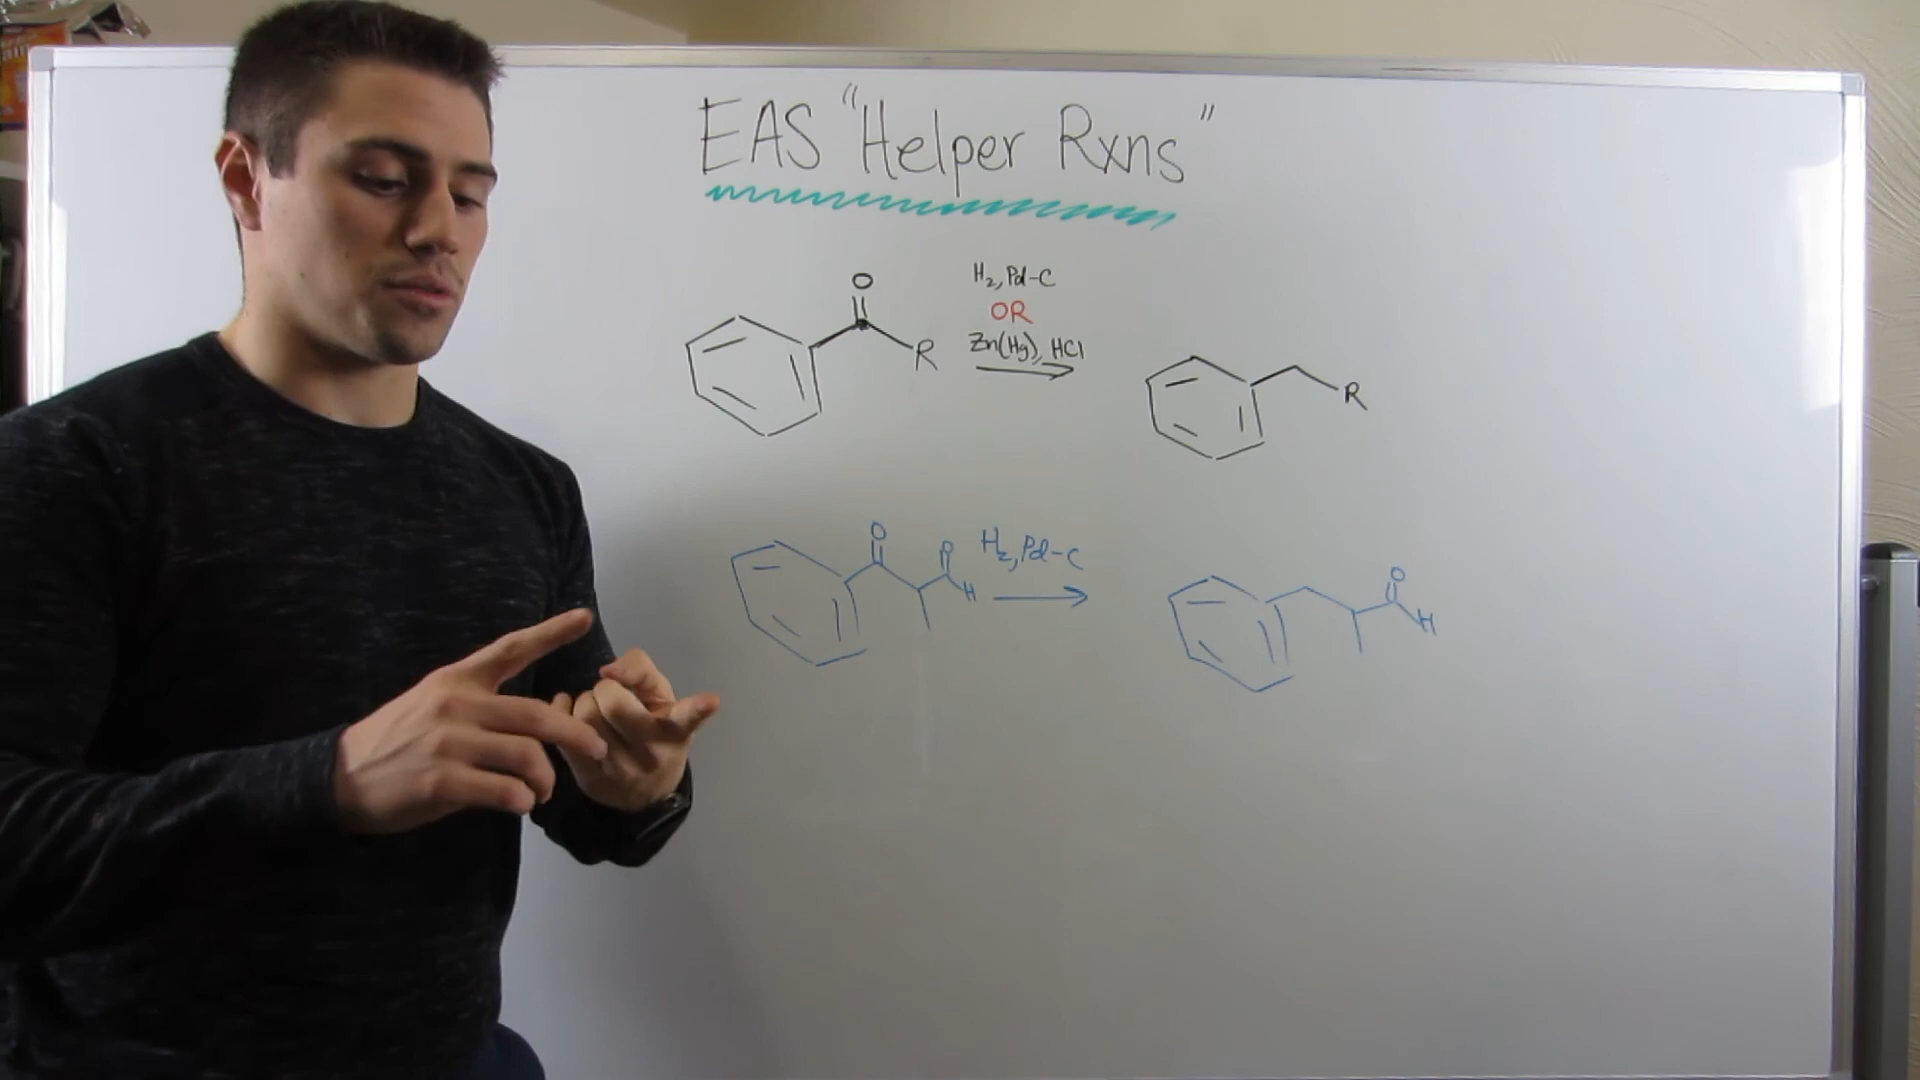 EAS "Helper Rxns"
O
H₂, Pd-C
OR
Zn(Hg), HCl
R
R
O
O
H
H₂, Pd-C
O
H